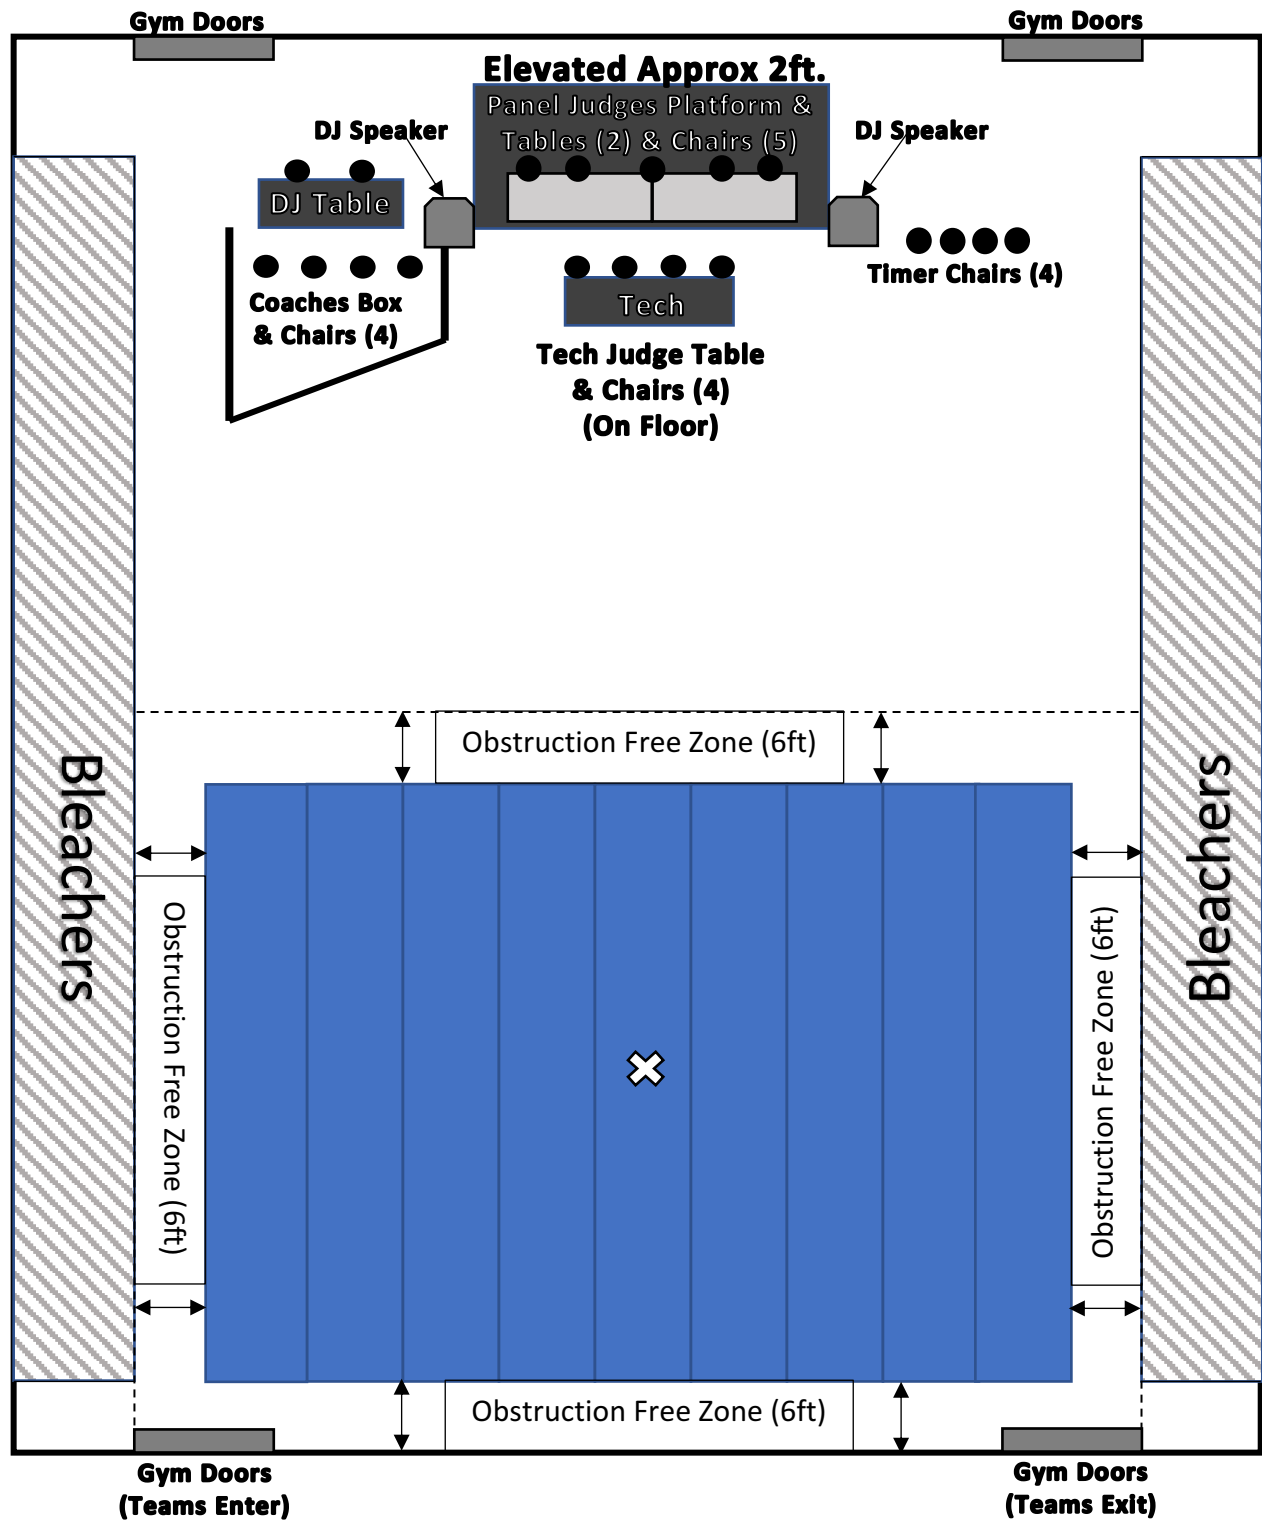 Gym Doors
Gym Doors
Elevated Approx 2ft.
Panel Judges Platform &
Tables (2) & Chairs (5)
DJ Speaker
DJ Speaker
DJ Table
Coaches Box
& Chairs (4)
Timer Chairs (4)
Tech
Tech Judge Table
& Chairs (4)
(On Floor)
Obstruction Free Zone (6ft)
Bleachers
Bleachers
Obstruction Free Zone (6ft)
Obstruction Free Zone (6ft)
Obstruction Free Zone (6ft)
Gym Doors
(Teams Enter)
Gym Doors
(Teams Exit)